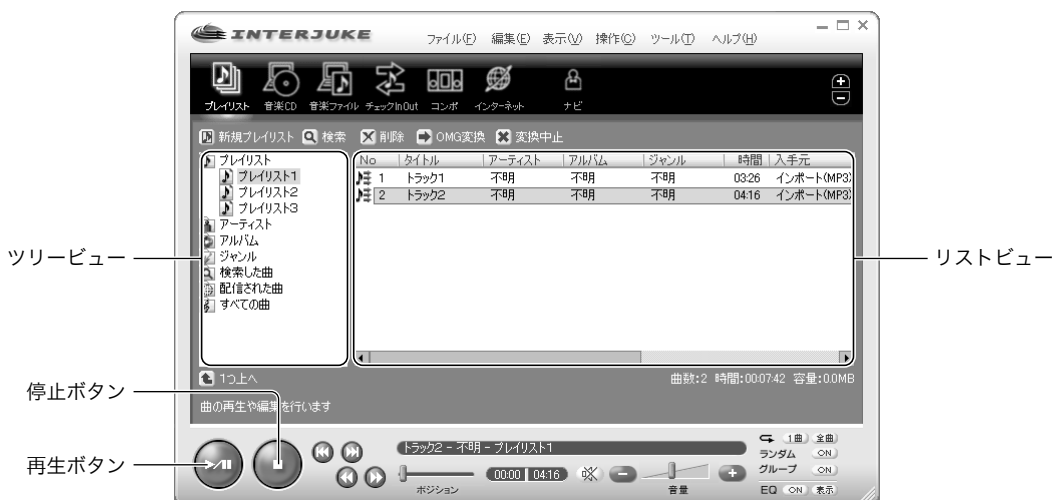 INTERJUKE
ファイル(F) 編集(E) 表示(V) 操作(C) ツール(T) ヘルプ(H)
プレイリスト 音楽CD 音楽ファイル チェックInOut コンポ インターネット ナビ
新規プレイリスト 検索 削除 OMG変換 変換中止
プレイリスト
プレイリスト1
プレイリスト2
プレイリスト3
アーティスト
アルバム
ジャンル
検索した曲
配信された曲
すべての曲
No タイトル アーティスト アルバム ジャンル 時間 入手元
1 トラック1 不明 不明 不明 03:26 インポート(MP3)
2 トラック2 不明 不明 不明 04:16 インポート(MP3)
ツリービュー
リストビュー
1つ上へ
曲数:2 時間:00:07:42 容量:0.0MB
停止ボタン
曲の再生や編集を行います
再生ボタン
トラック2 - 不明 - プレイリスト1
00:00 04:16
ポジション
音量
1曲 全曲
ランダム ON
グループ ON
EQ ON 表示